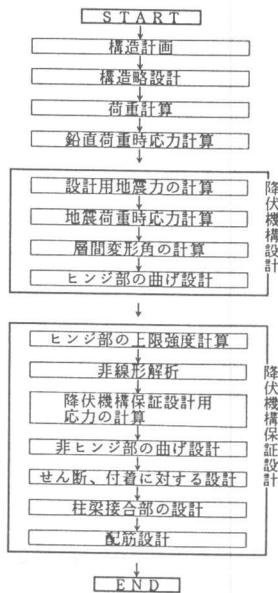 START
構造計画
構造略設計
荷重計算
鉛直荷重時応力計算
設計用地震力の計算
地震荷重時応力計算
層間変形角の計算
ヒンジ部の曲げ設計
降伏機構設計
ヒンジ部の上限強度計算
非線形解析
降伏機構保証設計用
応力の計算
非ヒンジ部の曲げ設計
せん断、付着に対する設計
柱梁接合部の設計
配筋設計
降伏機構保証設計
END